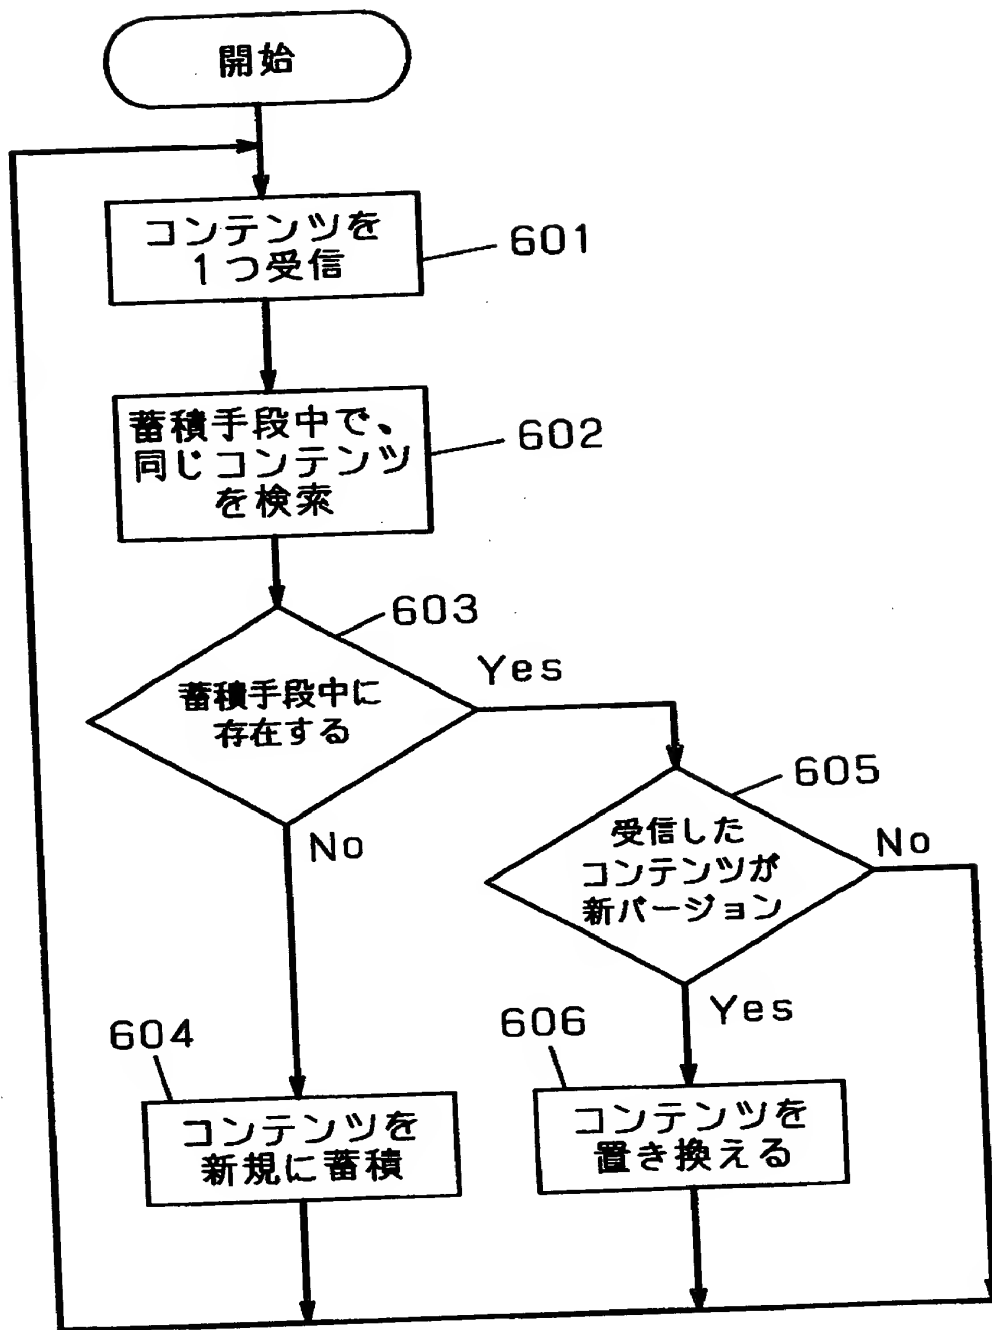 開始
コンテンツを
1つ受信
601
蓄積手段中で、
同じコンテンツ
を検索
602
603
蓄積手段中に
存在する
Yes
No
605
受信した
コンテンツが
新バージョン
No
Yes
604
コンテンツを
新規に蓄積
606
コンテンツを
置き換える